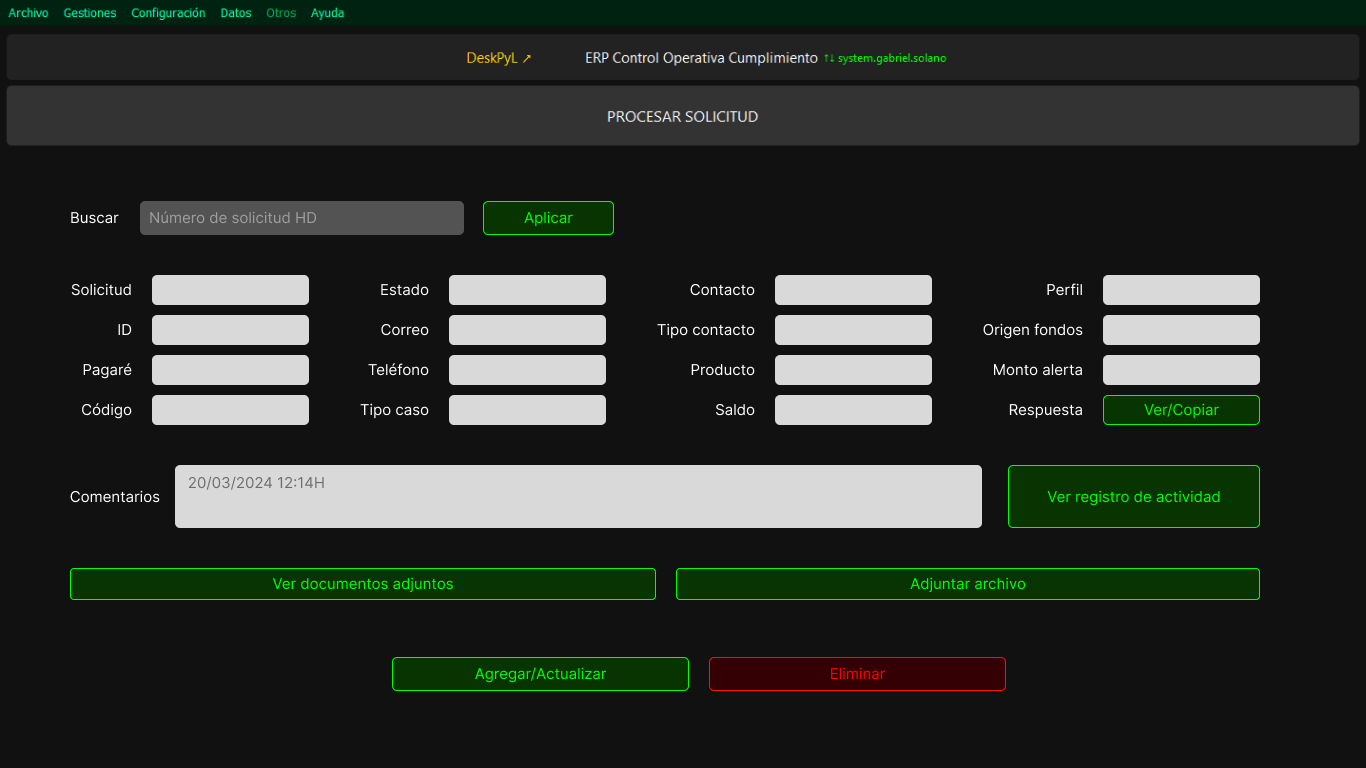 Archivo Gestiones Configuración Datos Otros Ayuda
DeskPyL ↗ ERP Control Operativa Cumplimiento ↑↓ system.gabriel.solano
PROCESAR SOLICITUD
Buscar Número de solicitud HD Aplicar
Solicitud Estado Contacto Perfil
ID Correo Tipo contacto Origen fondos
Pagaré Teléfono Producto Monto alerta
Código Tipo caso Saldo Respuesta Ver/Copiar
20/03/2024 12:14H
Comentarios Ver registro de actividad
Ver documentos adjuntos Adjuntar archivo
Agregar/Actualizar Eliminar